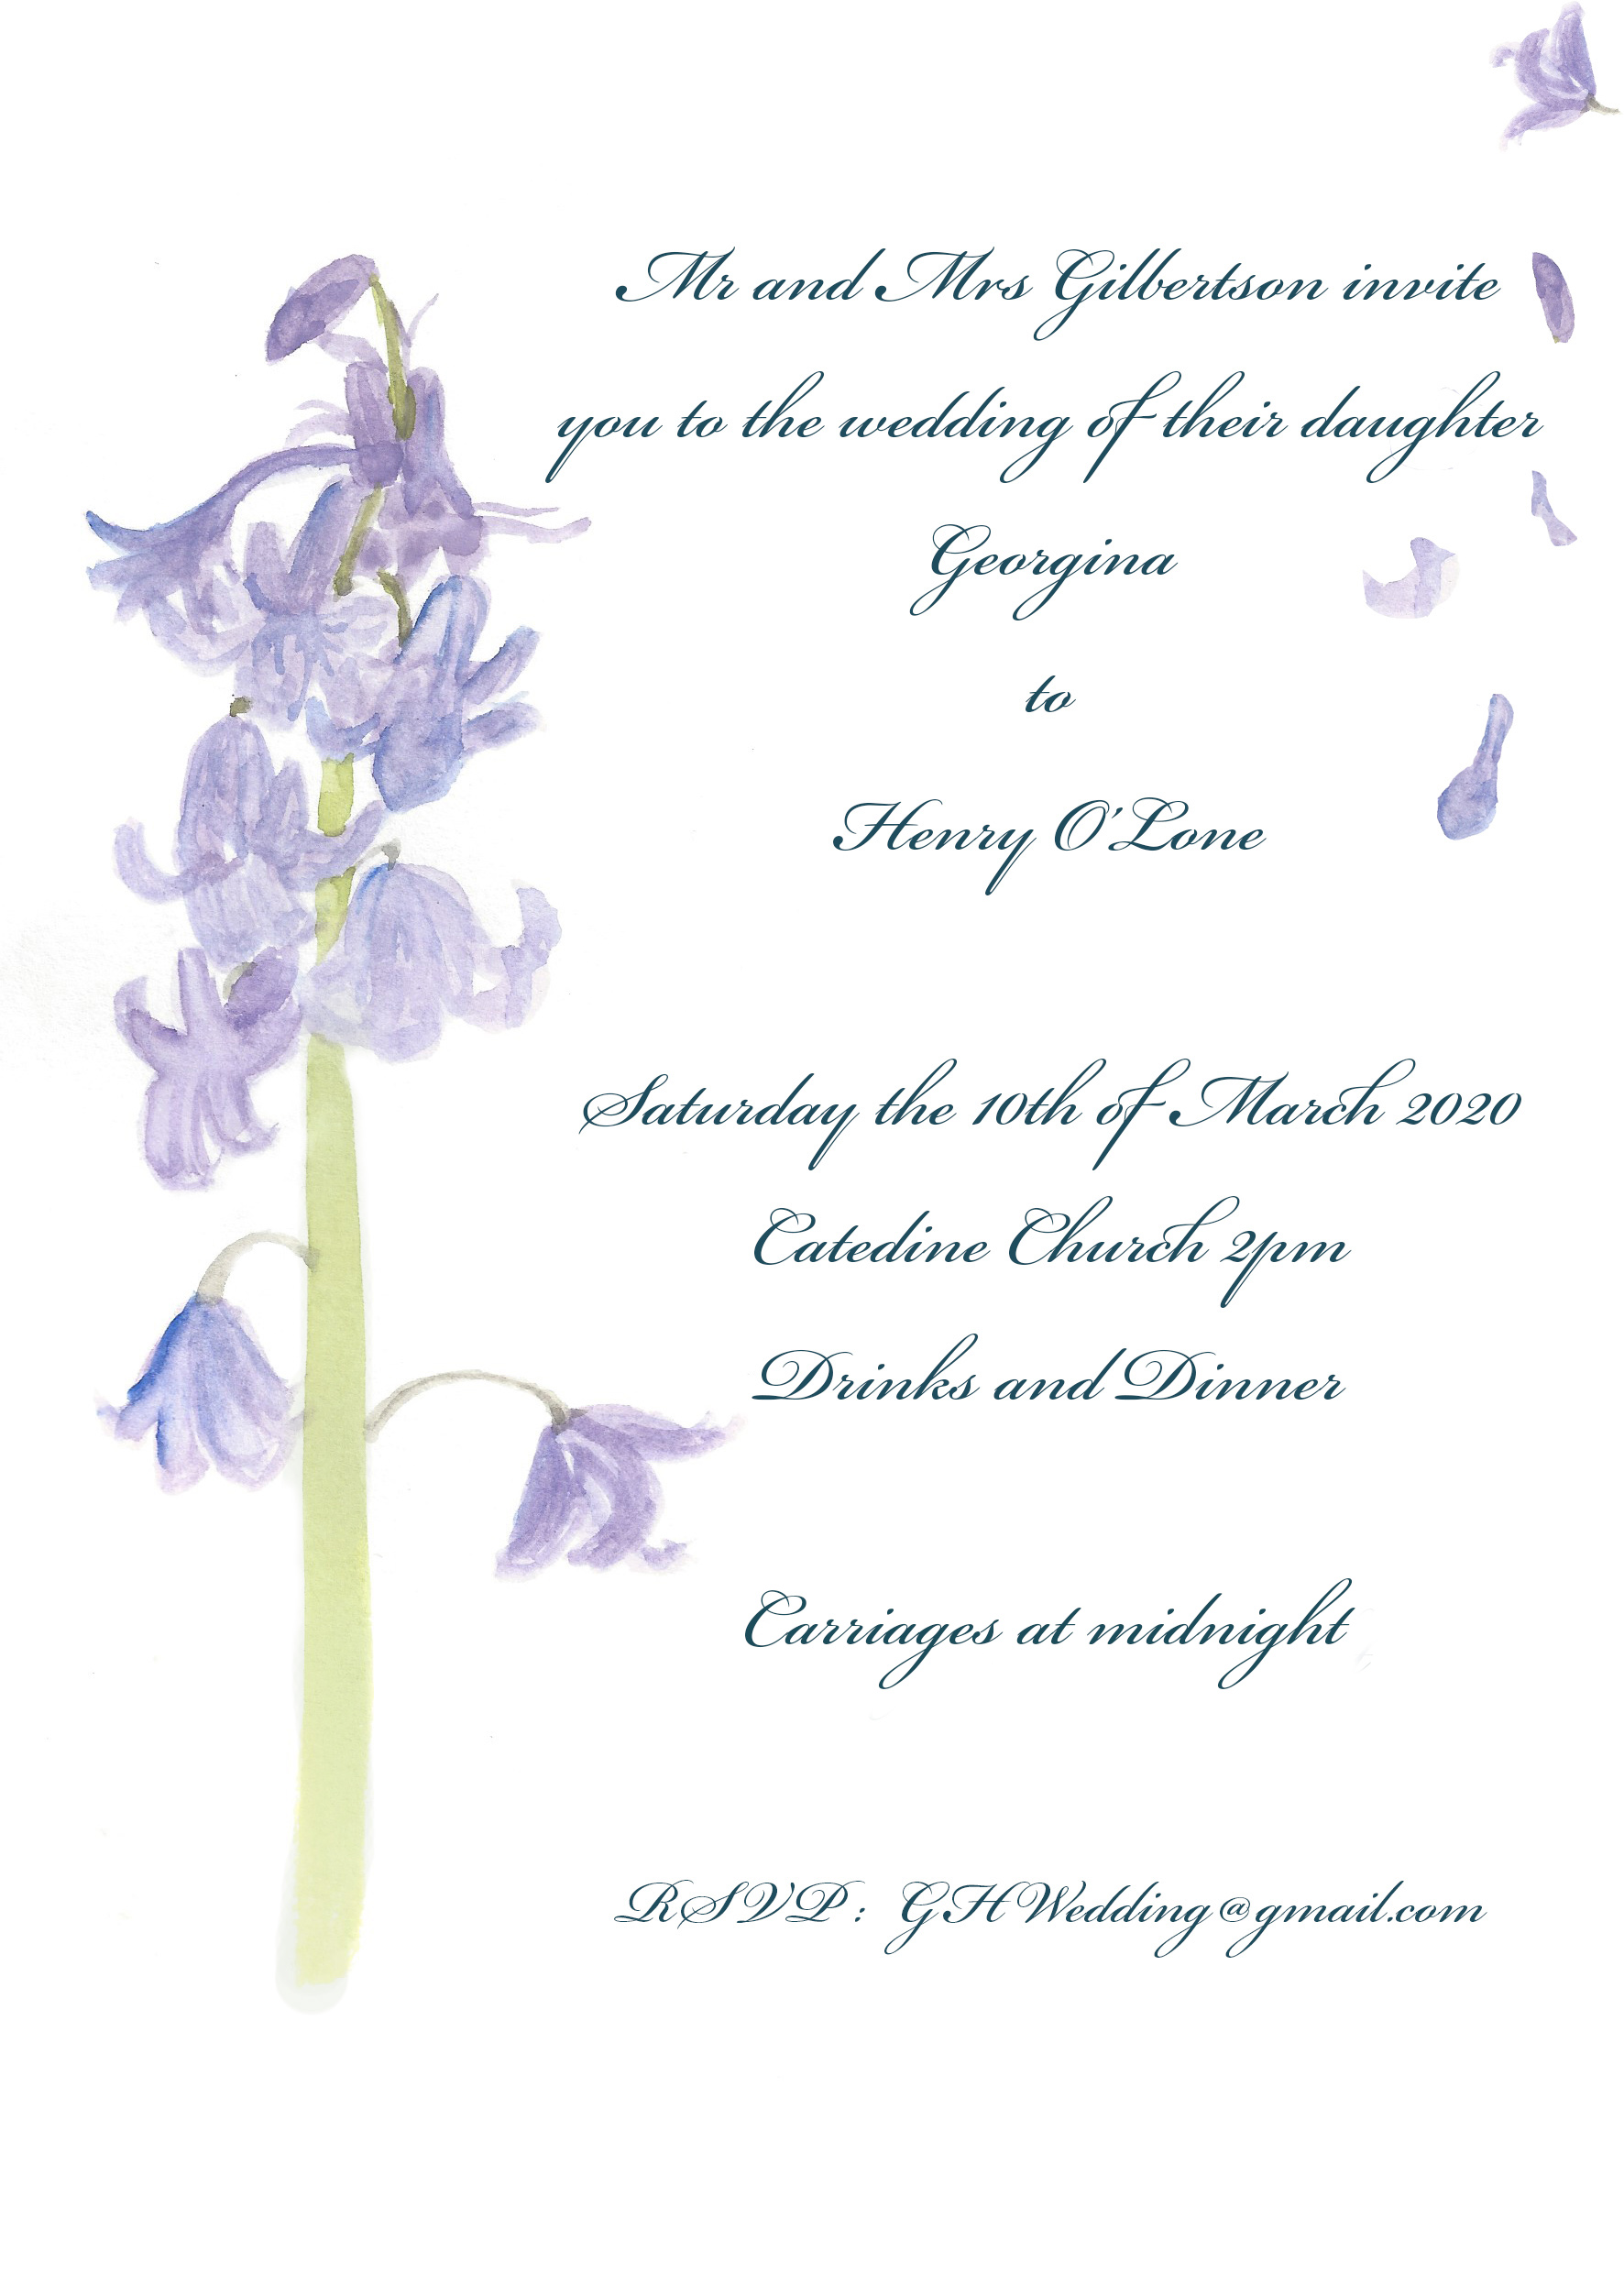 Mr and Mrs Gilbertson invite
you to the wedding of their daughter
Georgina
to
Henry O'Lone
Saturday the 10th of March 2020
Catedine Church 2pm
Drinks and Dinner
Carriages at midnight
RSVP: GHWedding@gmail.com